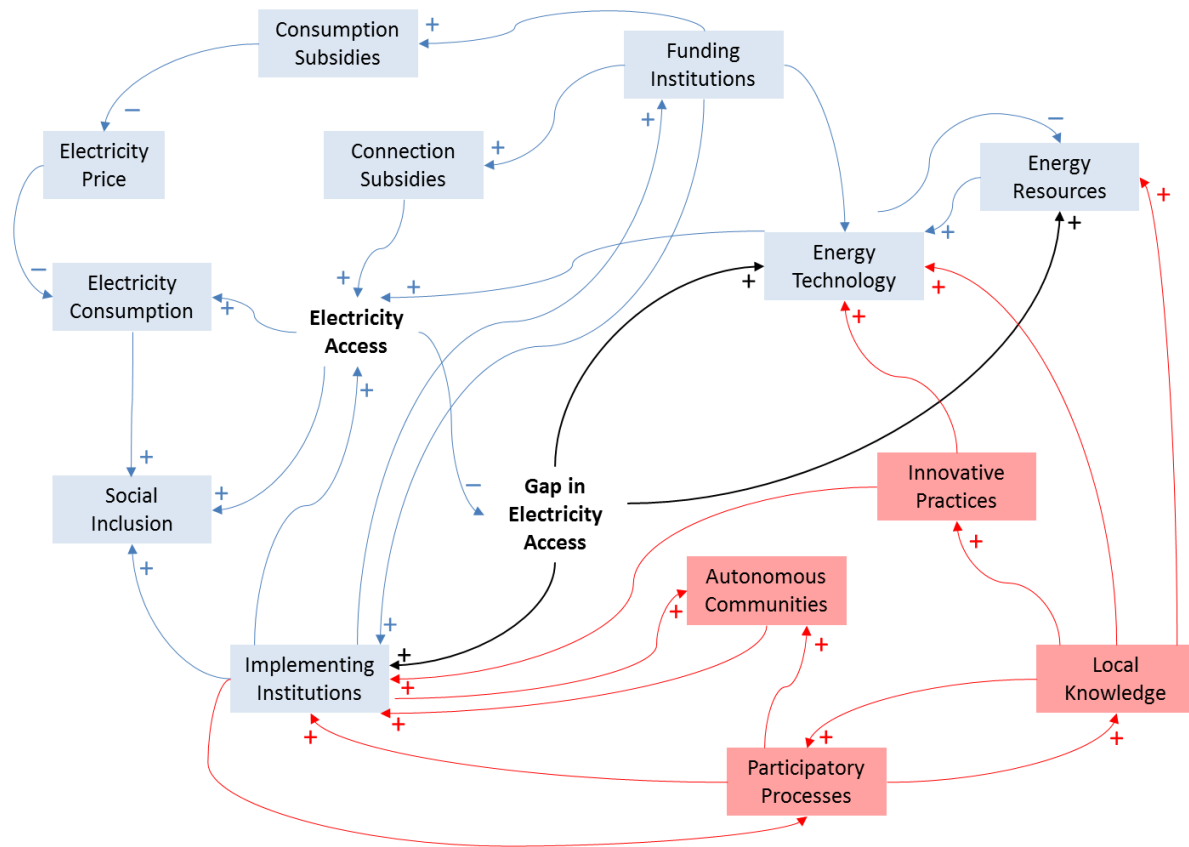 Consumption
Subsidies
+
Funding
Institutions
−
+
+
−
Electricity
Price
Connection
Subsidies
Energy
Resources
+
+
+
−
Electricity
Consumption
+
+
+
Electricity
Access
Energy
Technology
+
+
+
+
+
+
+
−
Social
Inclusion
Gap in
Electricity
Access
Innovative
Practices
+
+
Autonomous
Communities
+
+
+
+
Implementing
Institutions
+
+
Local
Knowledge
+
+
+
Participatory
Processes